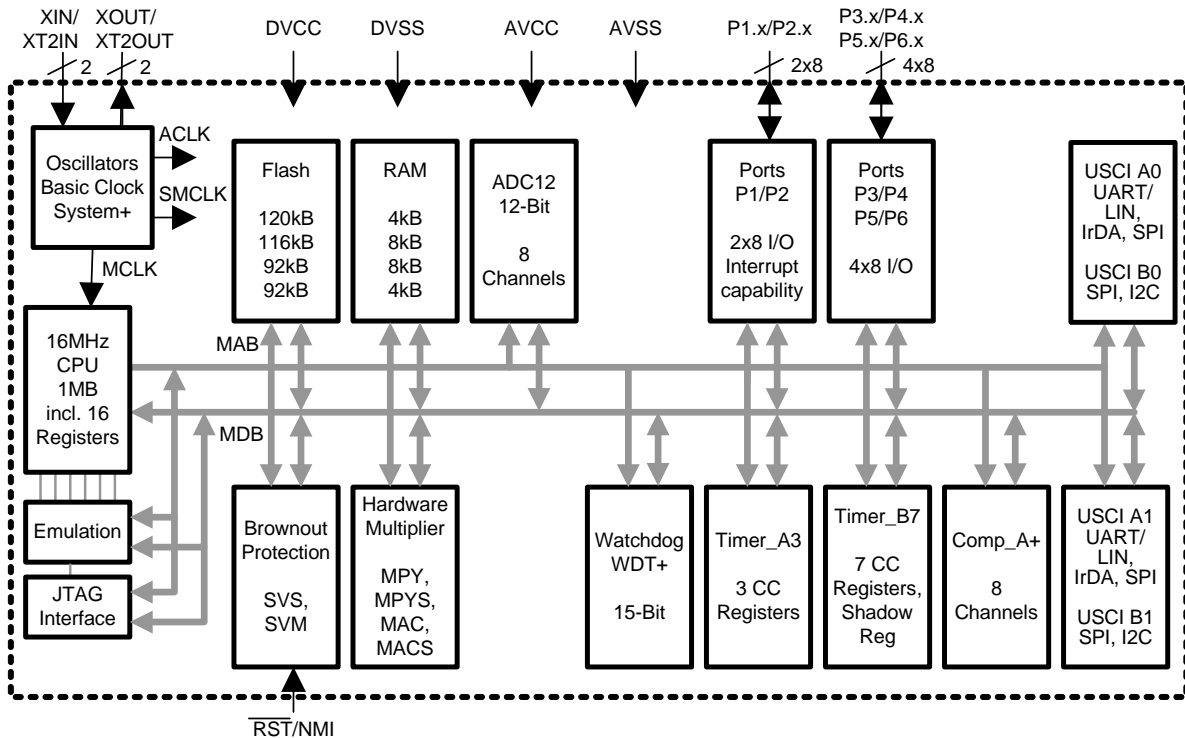 XIN/
XT2IN
2
XOUT/
XT2OUT
2
DVCC
DVSS
AVCC
AVSS
P1.x/P2.x
2x8
P3.x/P4.x
P5.x/P6.x
4x8
Oscillators
Basic Clock
System+
ACLK
SMCLK
MCLK
Flash
120kB
116kB
92kB
92kB
RAM
4kB
8kB
8kB
4kB
ADC12
12-Bit
8
Channels
Ports
P1/P2
2x8 I/O
Interrupt
capability
Ports
P3/P4
P5/P6
4x8 I/O
USCI A0
UART/
LIN,
IrDA, SPI
USCI B0
SPI, I2C
16MHz
CPU
1MB
incl. 16
Registers
MAB
MDB
Emulation
JTAG
Interface
Brownout
Protection
SVS,
SVM
Hardware
Multiplier
MPY,
MPYS,
MAC,
MACS
Watchdog
WDT+
15-Bit
Timer_A3
3 CC
Registers
Timer_B7
7 CC
Registers,
Shadow
Reg
Comp_A+
8
Channels
USCI A1
UART/
LIN,
IrDA, SPI
USCI B1
SPI, I2C
RST/NMI